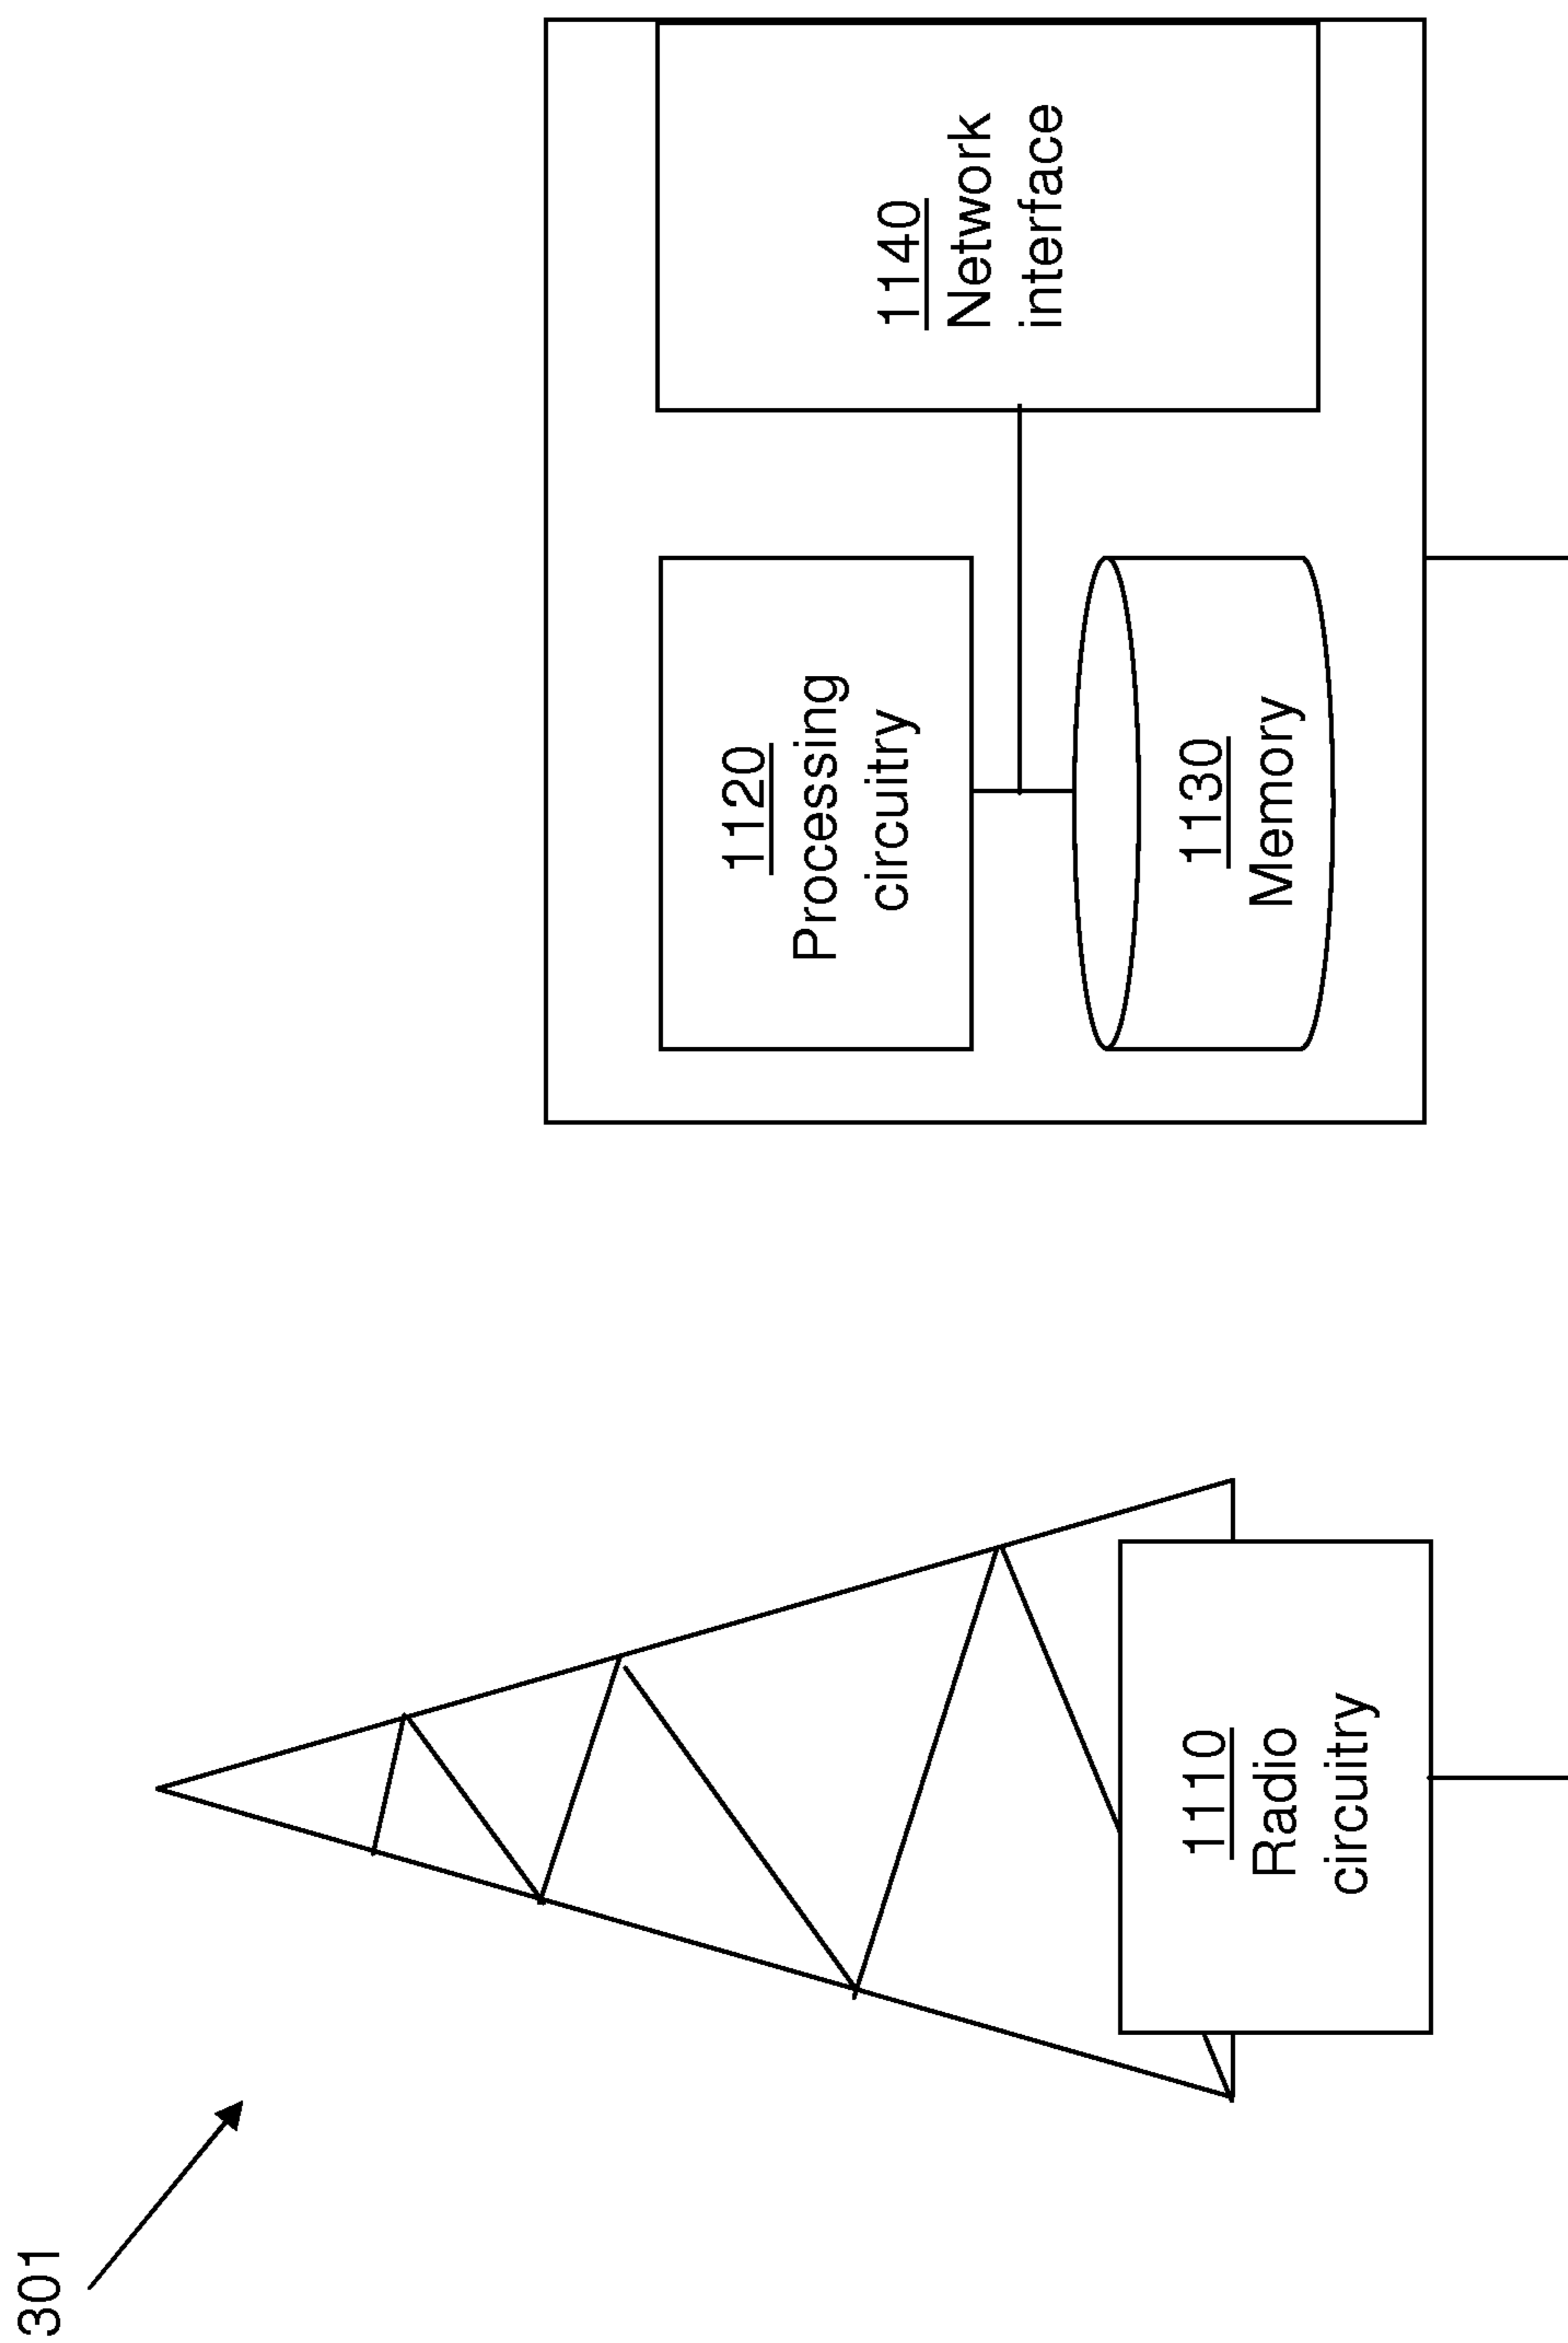 301
1110
Radio
circuitry
1120
Processing
circuitry
1130
Memory
1140
Network
interface